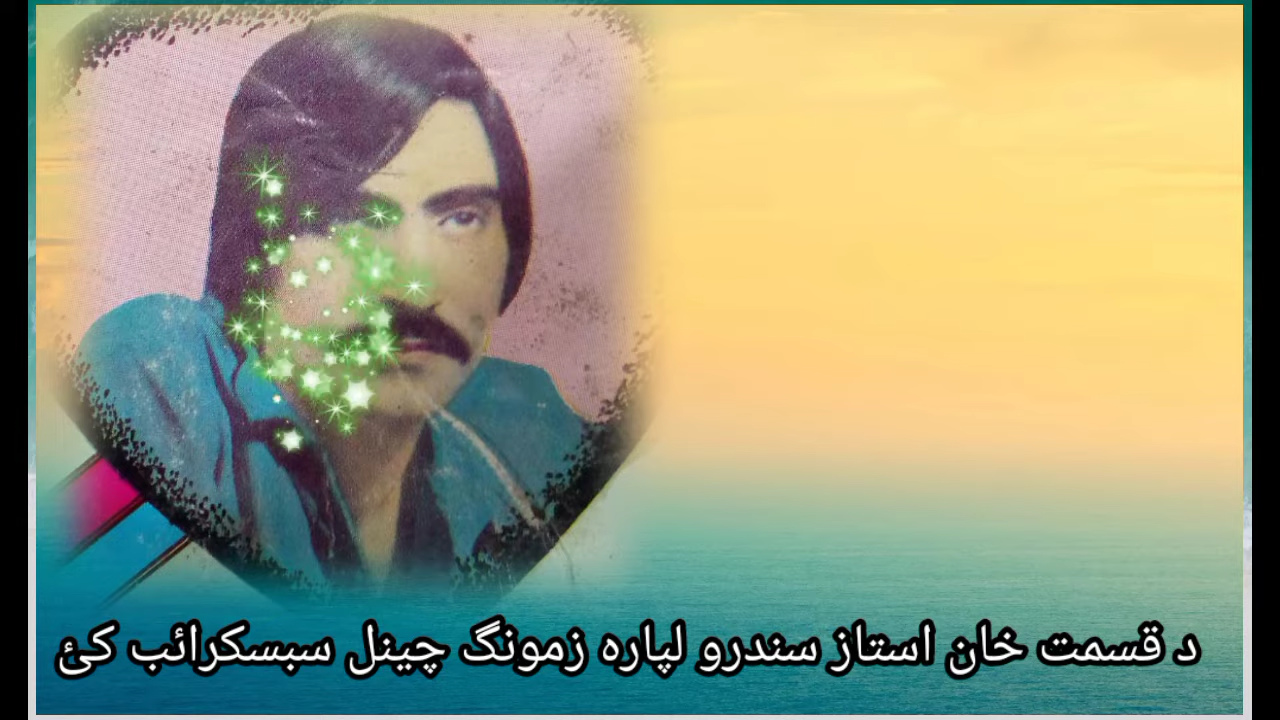 د قسمت خان استاز سندرو لپاره زمونگ چینل سبسکرائب کئ